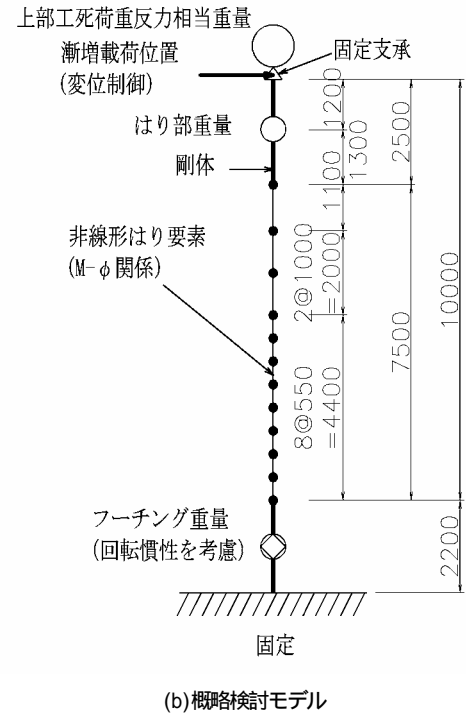 上部工死荷重反力相当重量
漸増載荷位置
(変位制御)
固定支承
はり部重量
剛体
非線形はり要素
(M-φ関係)
フーチング重量
(回転慣性を考慮)
固定
1200
1300
1100
2@1000
=2000
8@550
=4400
2500
7500
10000
2200
(b)概略検討モデル